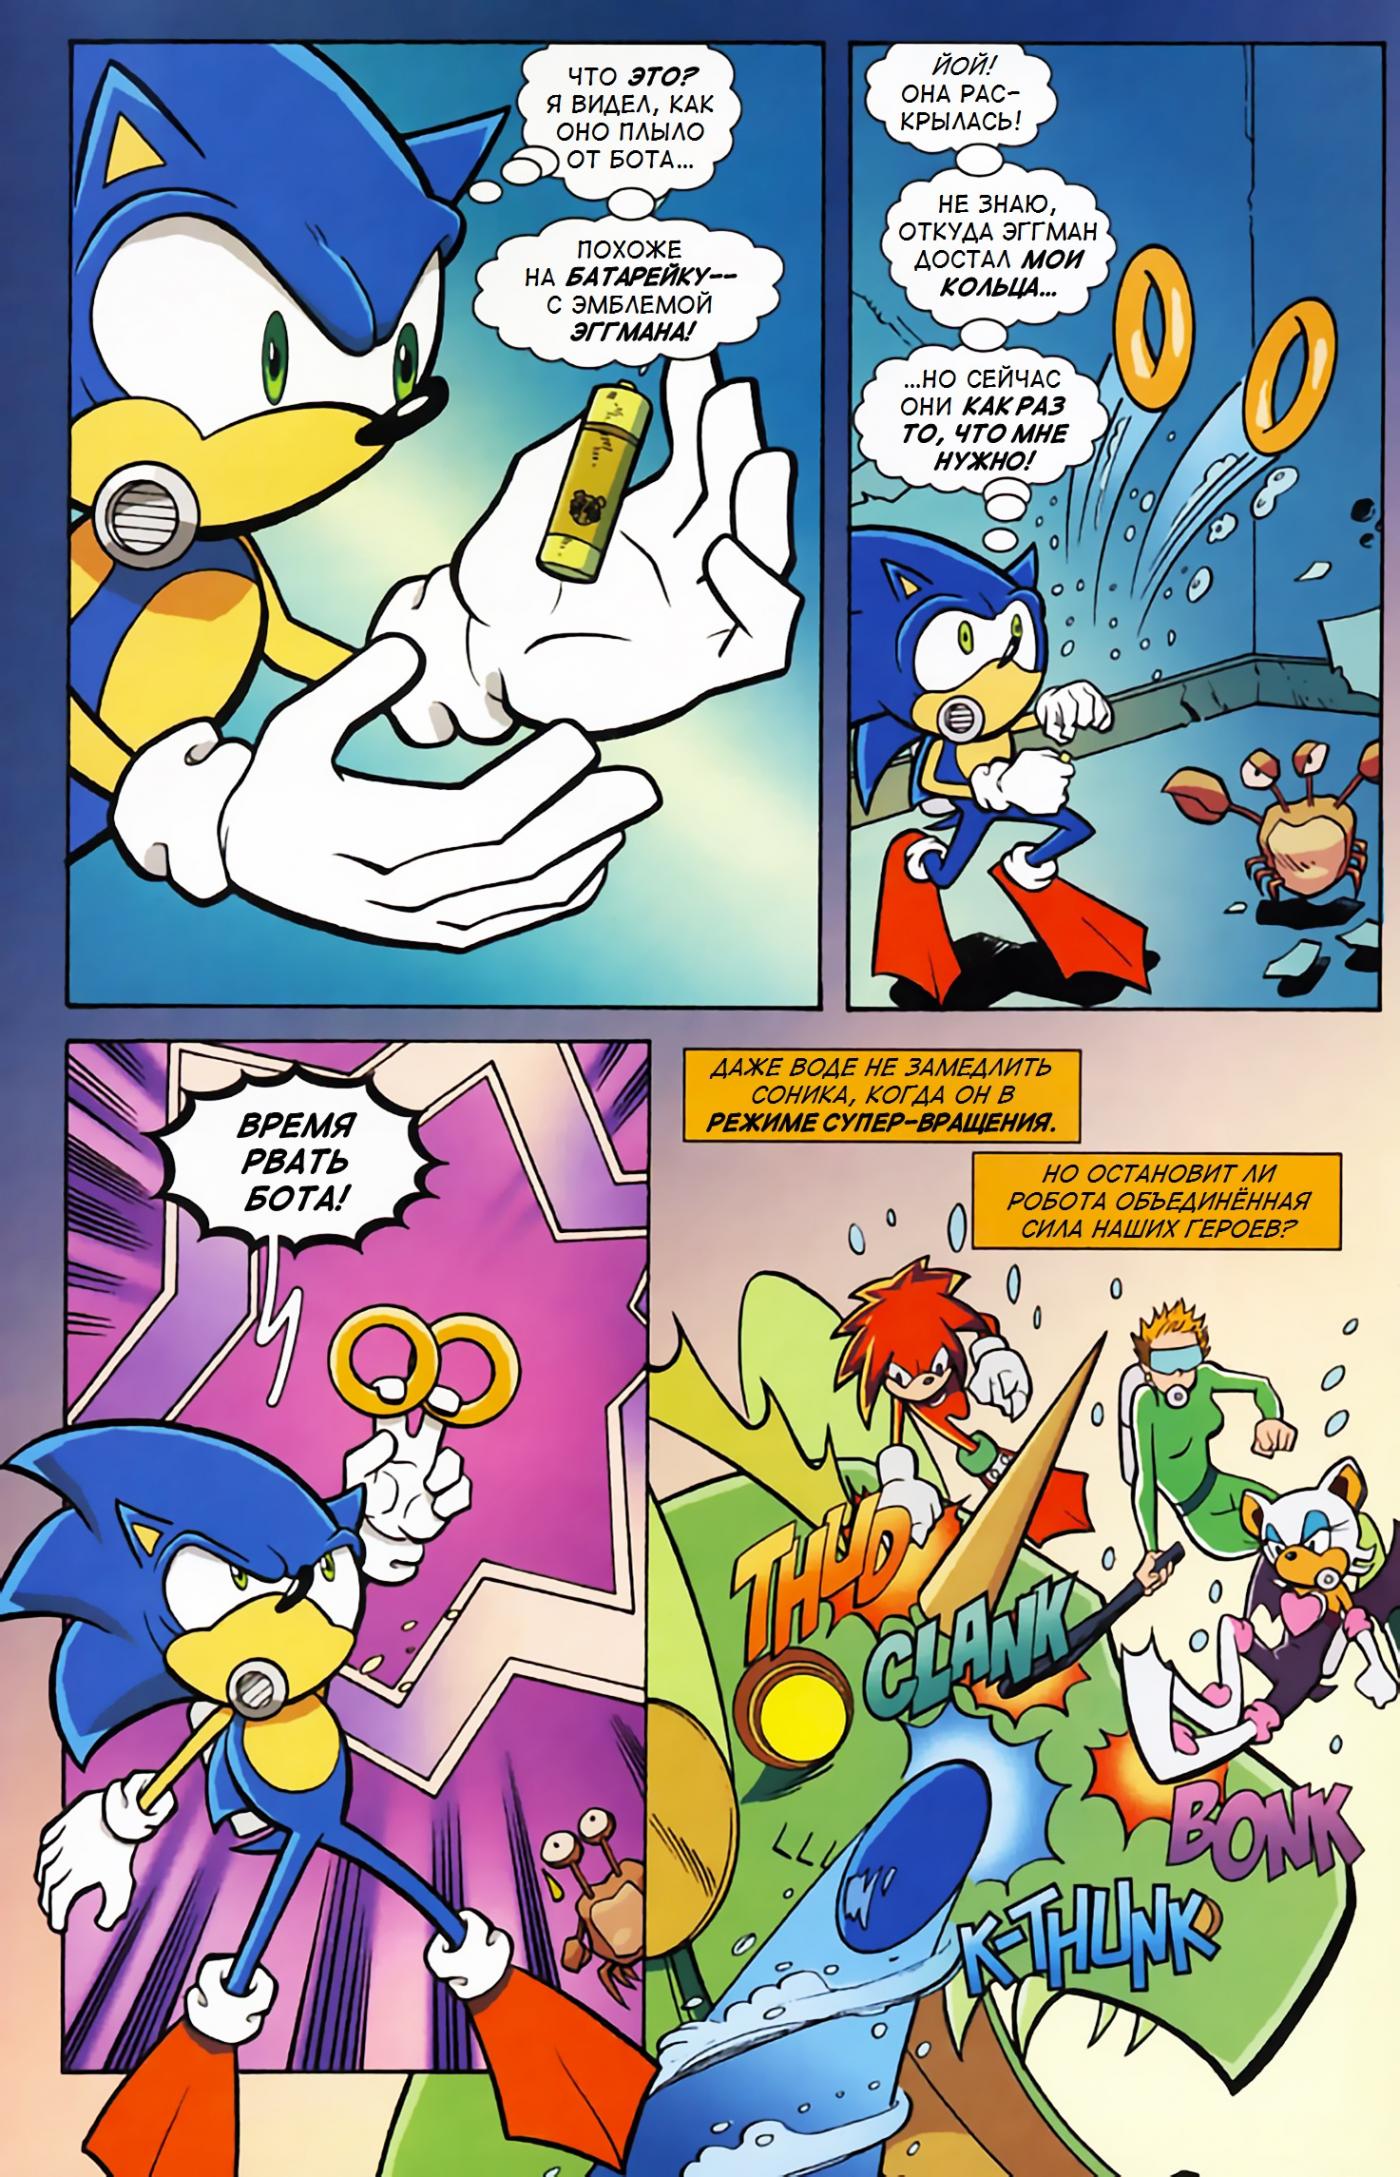 ЧТО ЭТО?
Я ВИДЕЛ, КАК
ОНО ПЛЫЛО
ОТ БОТА...
ПОХОЖЕ
НА БАТАРЕЙКУ--
С ЭМБЛЕМОЙ
ЭГГМАНА!
ЙОЙ!
ОНА РАС-
КРЫЛАСЬ!
НЕ ЗНАЮ,
ОТКУДА ЭГГМАН
ДОСТАЛ МОИ
КОЛЬЦА...
...НО СЕЙЧАС
ОНИ КАК РАЗ
ТО, ЧТО МНЕ
НУЖНО!
ВРЕМЯ
РВАТЬ
БОТА!
ДАЖЕ ВОДЕ НЕ ЗАМЕДЛИТЬ
СОНИКА, КОГДА ОН В
РЕЖИМЕ СУПЕР-ВРАЩЕНИЯ.
НО ОСТАНОВИТ ЛИ
РОБОТА ОБЪЕДИНЁННАЯ
СИЛА НАШИХ ГЕРОЕВ?
THUD
CLANK
BONK
K-THUNK